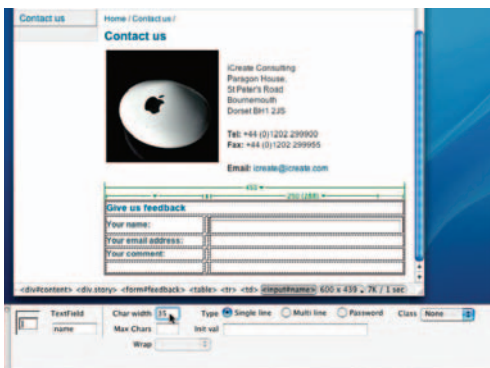 Contact us
Home / Contact us /
Contact us
iCreate Consulting
Paragon House,
St Peter's Road
Bournemouth
Dorset BH1 2JS
Tel: +44 (0)1202 299900
Fax: +44 (0)1202 299955
Email: icreate@icreate.com
450
250 (288)
Give us feedback
Your name:
Your email address:
Your comment:
<div#content> <div.story> <form#feedback> <table> <tr> <td> <input#name> 600 x 439 7K / 1 sec
TextField
name
Char width 35
Max Chars
Wrap
Type Single line Multi line Password
Init val
Class None